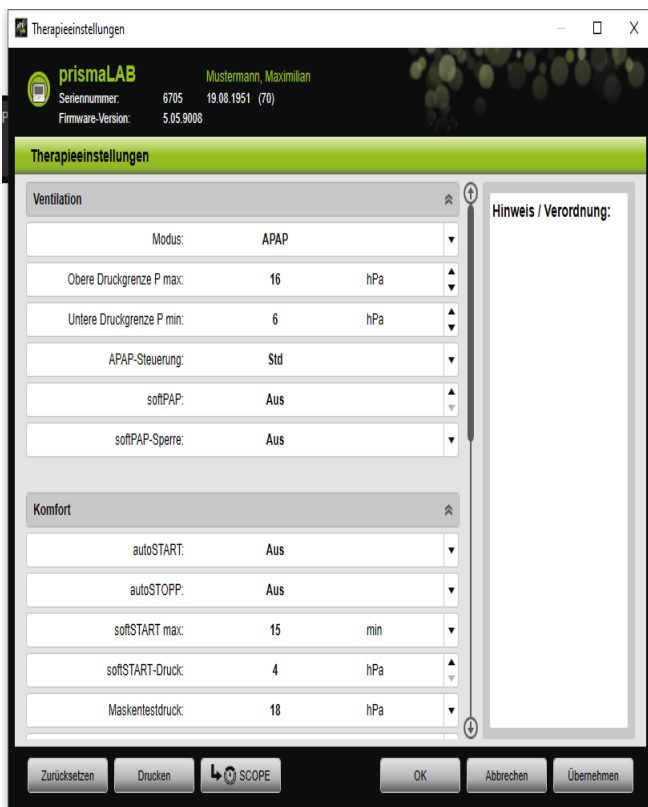 Therapieeinstellungen
prismaLAB Mustermann, Maximilian
Seriennummer: 6705 19.08.1951 (70)
Firmware-Version: 5.05.9008
P
Therapieeinstellungen
Ventilation
Hinweis / Verordnung:
Modus: APAP
Obere Druckgrenze P max: 16 hPa
Untere Druckgrenze P min: 6 hPa
APAP-Steuerung: Std
softPAP: Aus
softPAP-Sperre: Aus
Komfort
autoSTART: Aus
autoSTOPP: Aus
softSTART max: 15 min
softSTART-Druck: 4 hPa
Maskentestdruck: 18 hPa
Zurücksetzen Drucken SCOPE OK Abbrechen Übernehmen